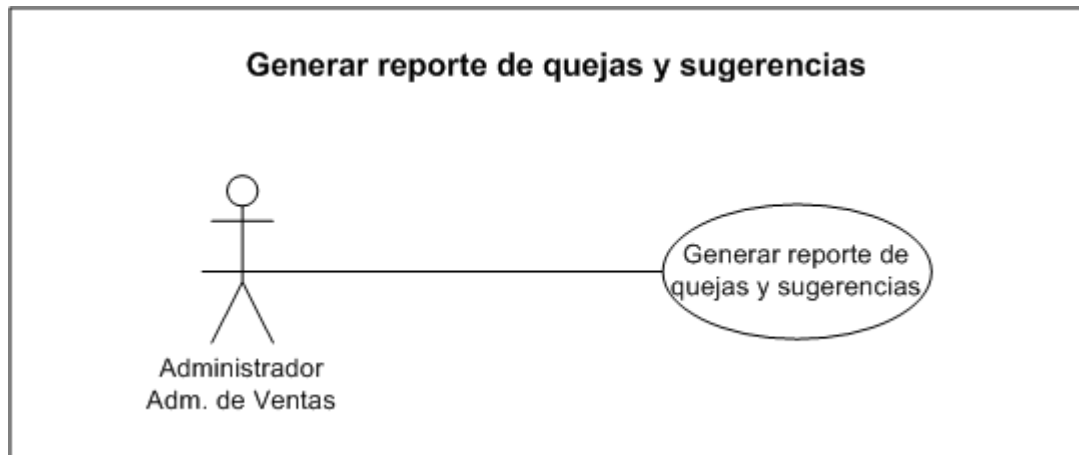 Generar reporte de quejas y sugerencias
Generar reporte de
quejas y sugerencias
Administrador
Adm. de Ventas